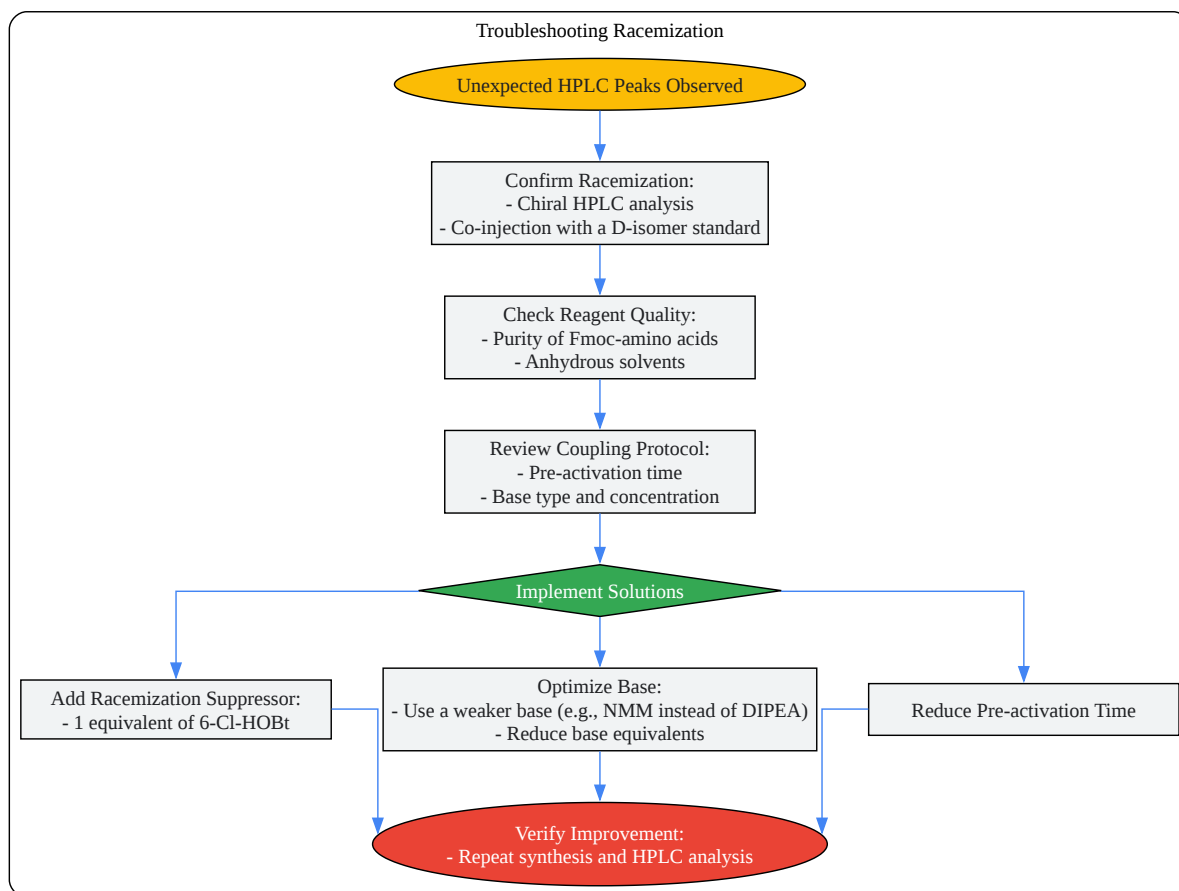 Troubleshooting Racemization
Unexpected HPLC Peaks Observed
Confirm Racemization:
- Chiral HPLC analysis
- Co-injection with a D-isomer standard
Check Reagent Quality:
- Purity of Fmoc-amino acids
- Anhydrous solvents
Review Coupling Protocol:
- Pre-activation time
- Base type and concentration
Implement Solutions
Add Racemization Suppressor:
- 1 equivalent of 6-Cl-HOBt
Optimize Base:
- Use a weaker base (e.g., NMM instead of DIPEA)
- Reduce base equivalents
Reduce Pre-activation Time
Verify Improvement:
- Repeat synthesis and HPLC analysis